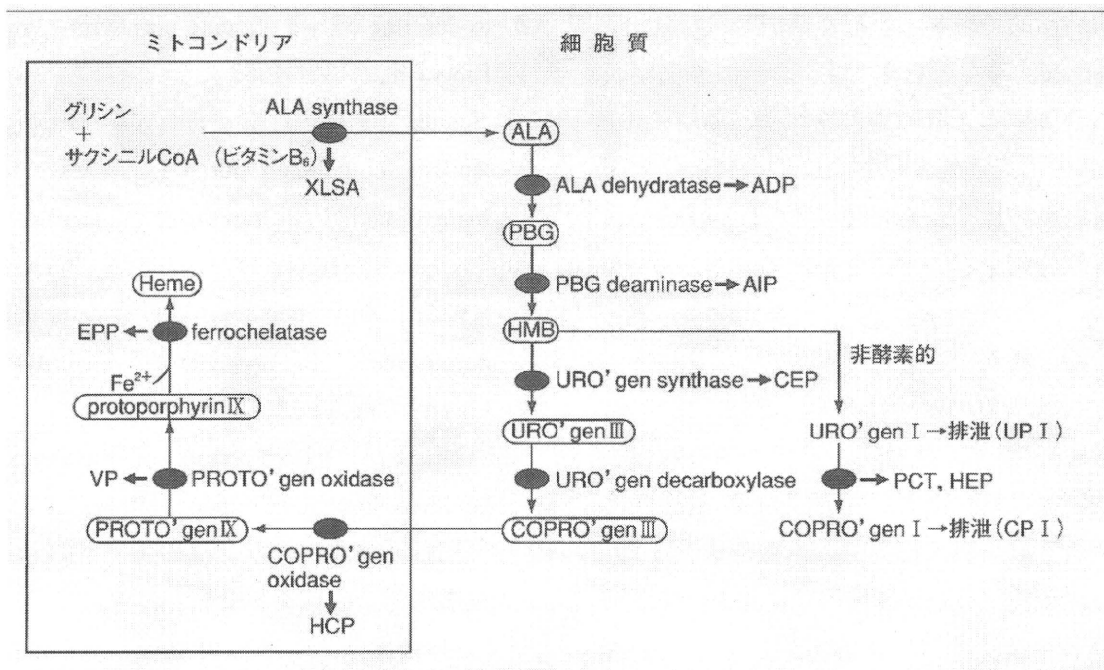 ミトコンドリア
細胞質
グリシン
+
サクシニルCoA (ビタミンB₆)
ALA synthase
XLSA
ALA
ALA dehydratase→ADP
PBG
PBG deaminase→AIP
HMB
非酵素的
URO' gen synthase→CEP
URO' gen Ⅲ
URO' gen Ⅰ→排泄(UP Ⅰ)
URO' gen decarboxylase
PCT, HEP
COPRO' gen Ⅲ
COPRO' gen Ⅰ→排泄(CP Ⅰ)
Heme
EPP←ferrochelatase
Fe²⁺
protoporphyrin Ⅸ
VP←PROTO' gen oxidase
PROTO' gen Ⅸ
COPRO' gen
oxidase
HCP